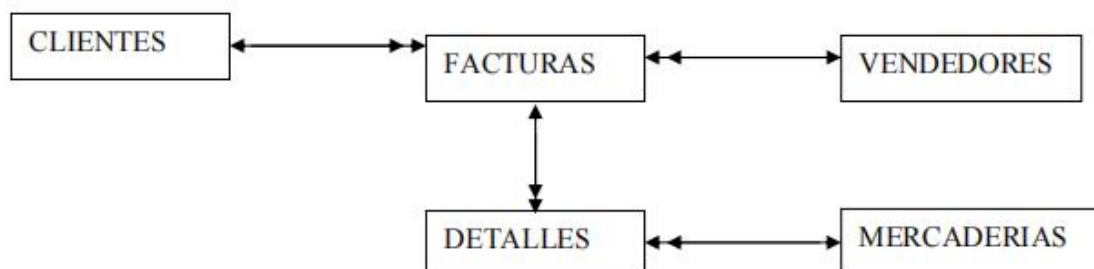 CLIENTES
FACTURAS
VENDEDORES
DETALLES
MERCADERIAS